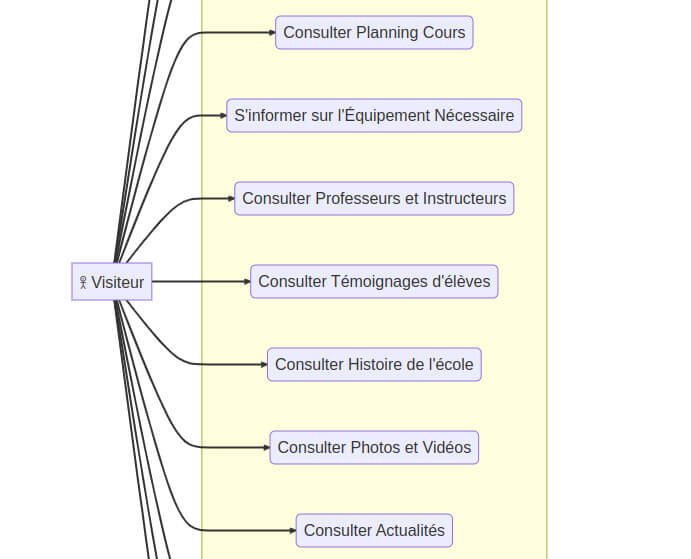 Consulter Planning Cours
S'informer sur l'Équipement Nécessaire
Consulter Professeurs et Instructeurs
Visiteur
Consulter Témoignages d'élèves
Consulter Histoire de l'école
Consulter Photos et Vidéos
Consulter Actualités